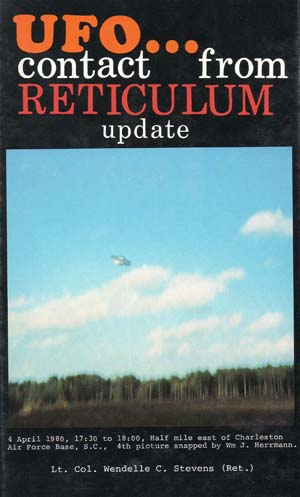 UFO...
contact from
RETICULUM
update
4 April 1980, 17:30 to 18:00, Half mile east of Charleston
Air Force Base, S.C., 4th picture snapped by Wm J. Herrmann.
Lt. Col. Wendelle C. Stevens (Ret.)